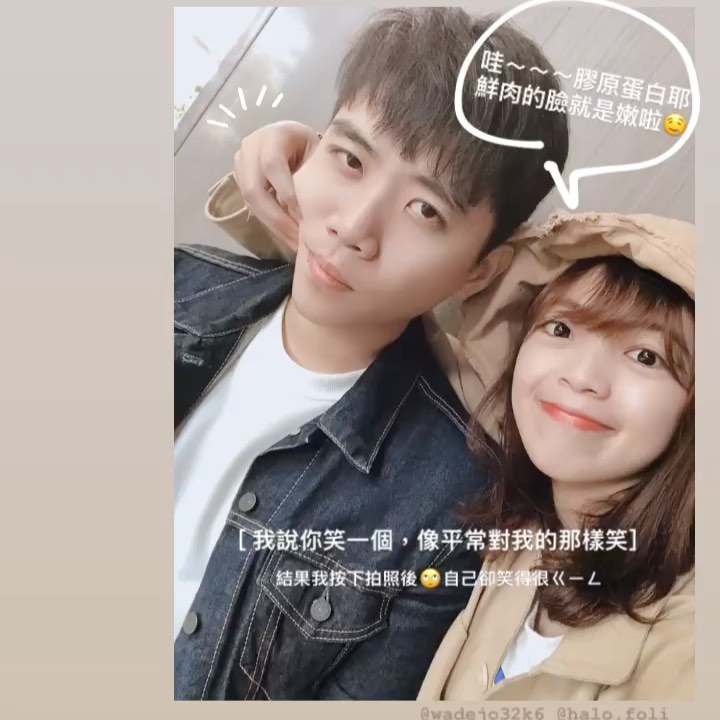 哇～～～膠原蛋白耶
鮮肉的臉就是嫩啦🤤
[ 我說你笑一個，像平常對我的那樣笑]
結果我按下拍照後🙄自己卻笑得很ㄍㄧㄥ
@wadejo32k6 @halo.foli